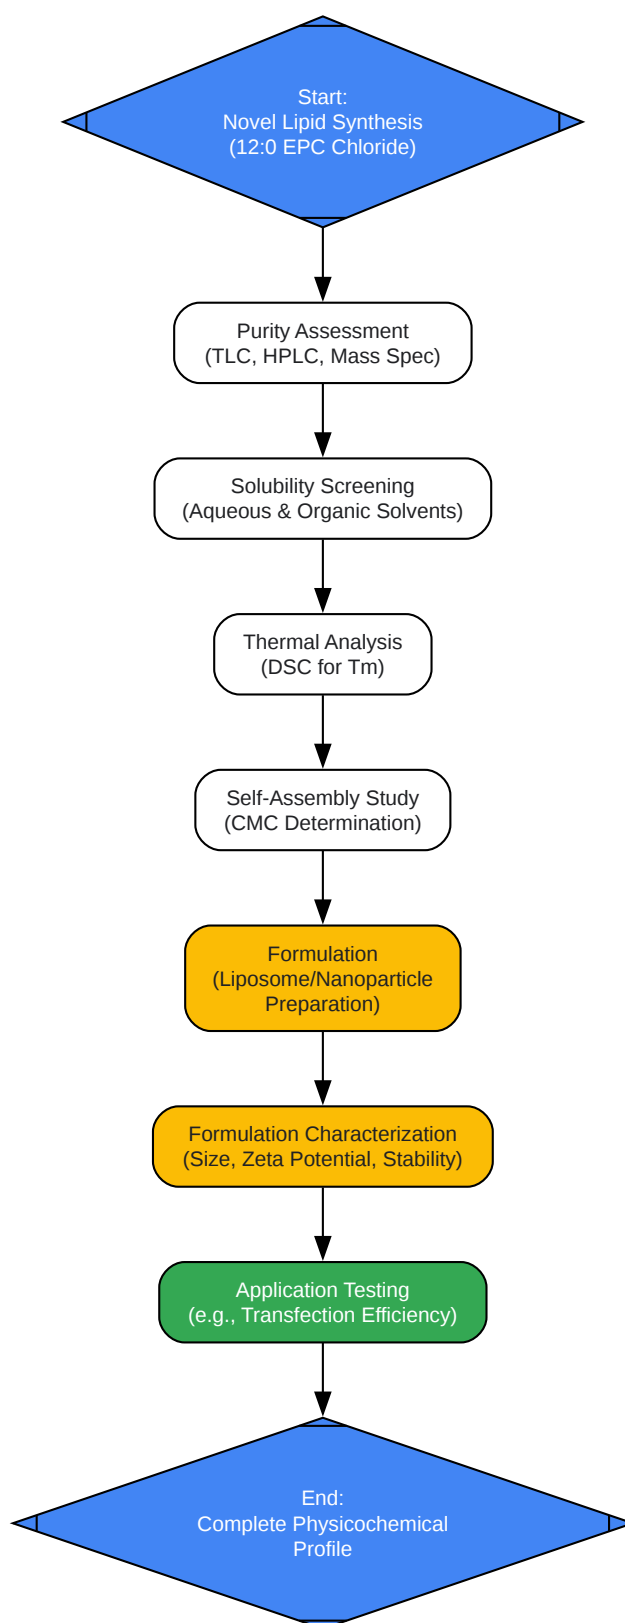 Start:
Novel Lipid Synthesis
(12:0 EPC Chloride)
Purity Assessment
(TLC, HPLC, Mass Spec)
Solubility Screening
(Aqueous & Organic Solvents)
Thermal Analysis
(DSC for Tm)
Self-Assembly Study
(CMC Determination)
Formulation
(Liposome/Nanoparticle
Preparation)
Formulation Characterization
(Size, Zeta Potential, Stability)
Application Testing
(e.g., Transfection Efficiency)
End:
Complete Physicochemical
Profile